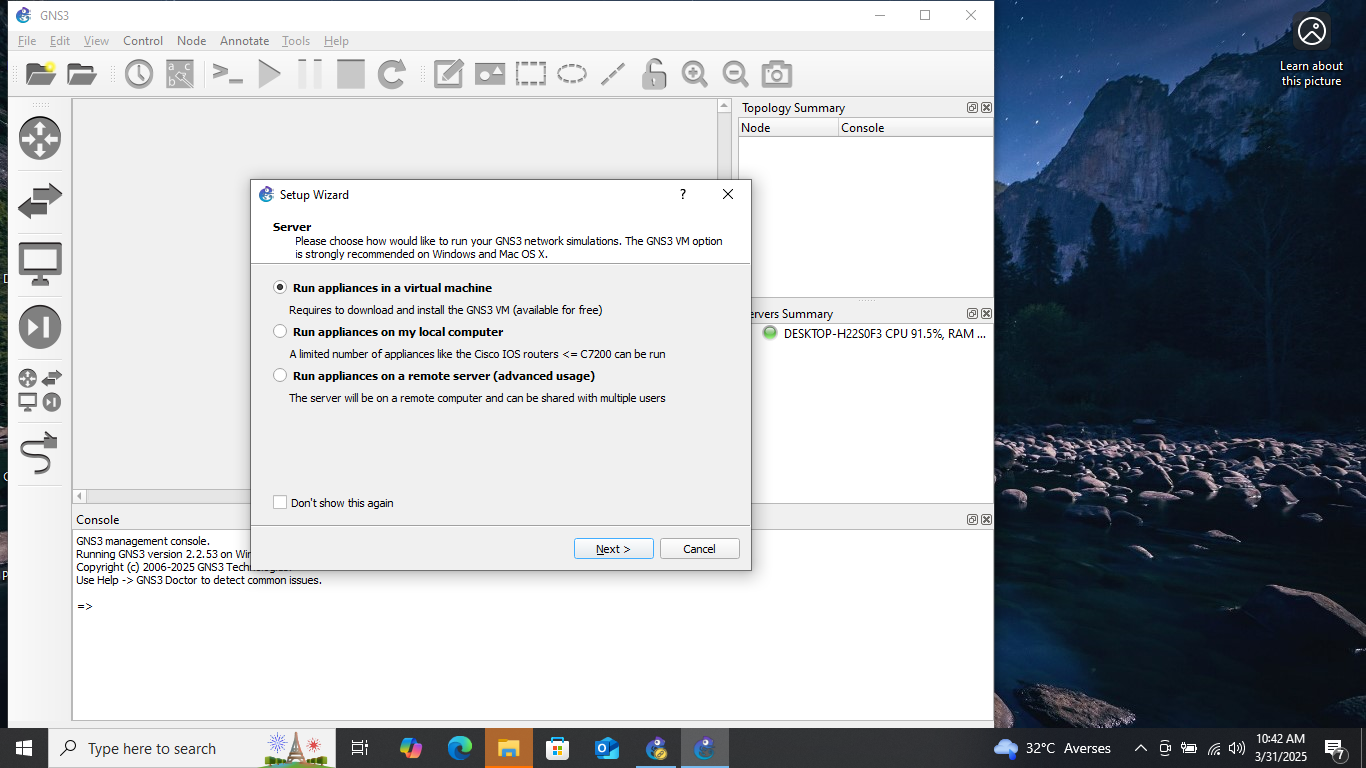 GNS3
File Edit View Control Node Annotate Tools Help
a c
b
>_
Learn about
this picture
Topology Summary
Node Console
Setup Wizard
?
Server
Please choose how would like to run your GNS3 network simulations. The GNS3 VM option
is strongly recommended on Windows and Mac OS X.
Run appliances in a virtual machine
Requires to download and install the GNS3 VM (available for free)
Run appliances on my local computer
A limited number of appliances like the Cisco IOS routers <= C7200 can be run
Run appliances on a remote server (advanced usage)
The server will be on a remote computer and can be shared with multiple users
Don't show this again
Next >
Cancel
ervers Summary
DESKTOP-H22S0F3 CPU 91.5%, RAM ...
Console
GNS3 management console.
Running GNS3 version 2.2.53 on Win
Copyright (c) 2006-2025 GNS3 Technologies.
Use Help -> GNS3 Doctor to detect common issues.
=>
Type here to search
32°C Averses
10:42 AM
3/31/2025
7